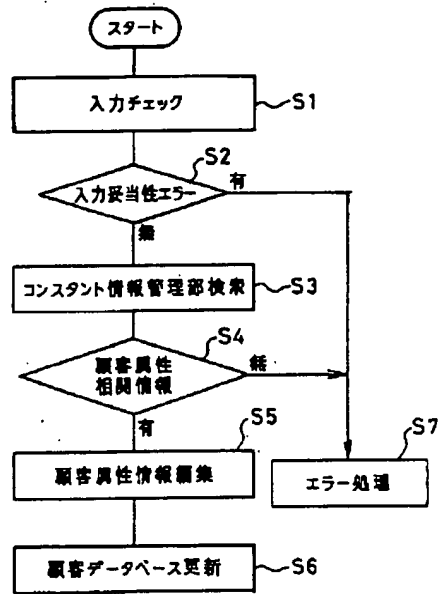 スタート
入力チェック
S1
S2
入力妥当性エラー
有
無
コンスタント情報管理部検索
S3
S4
顧客属性
相関情報
無
有
S5
顧客属性情報編集
S7
エラー処理
顧客データベース更新
S6